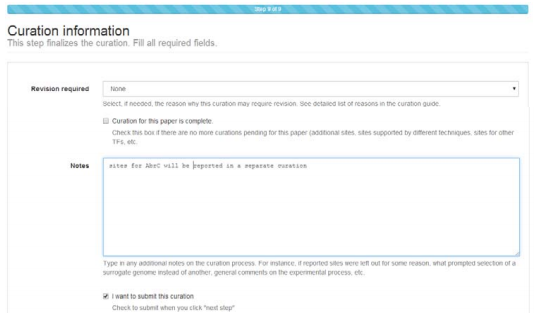 Step 9 of 9
Curation information
This step finalizes the curation. Fill all required fields.
Revision required
None
Select, if needed, the reason why this curation may require revision. See detailed list of reasons in the curation guide.
Curation for this paper is complete.
Check this box if there are no more curations pending for this paper (additional sites, sites supported by different techniques, sites for other
TFs, etc.
Notes
sites for AbrC will be reported in a separate curation
Type in any additional notes on the curation process. For instance, if reported sites were left out for some reason, what prompted selection of a
surrogate genome instead of another, general comments on the experimental process, etc.
I want to submit this curation
Check to submit when you click "next step"